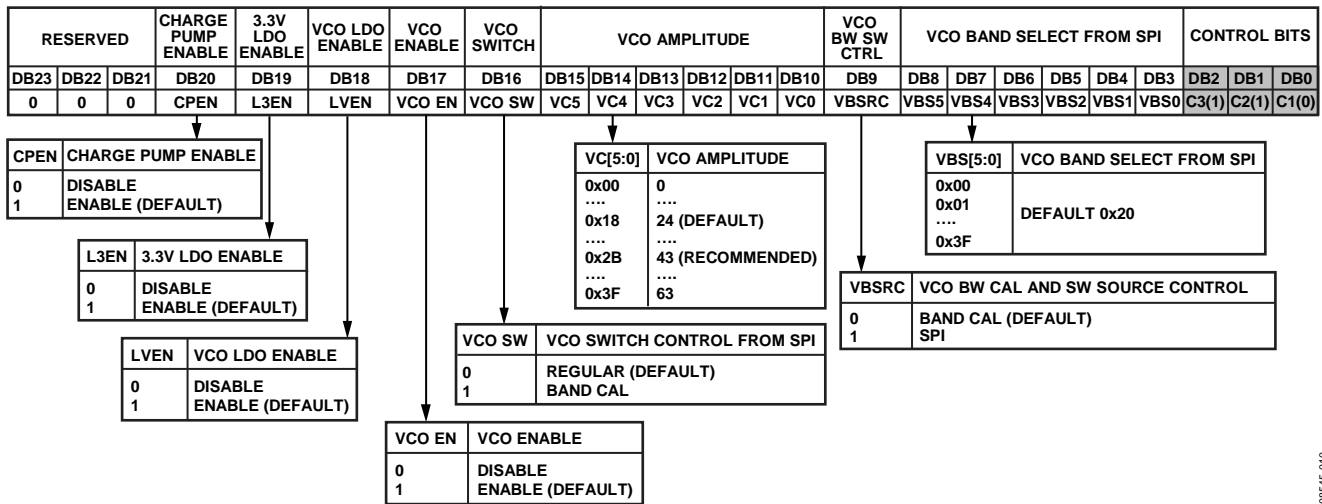 RESERVED CHARGE PUMP ENABLE 3.3V LDO ENABLE VCO LDO ENABLE VCO ENABLE VCO SWITCH VCO AMPLITUDE VCO BW SW CTRL VCO BAND SELECT FROM SPI CONTROL BITS
DB23 DB22 DB21 DB20 DB19 DB18 DB17 DB16 DB15 DB14 DB13 DB12 DB11 DB10 DB9 DB8 DB7 DB6 DB5 DB4 DB3 DB2 DB1 DB0
0 0 0 CPEN L3EN LVEN VCO EN VCO SW VC5 VC4 VC3 VC2 VC1 VC0 VBSRC VBS5 VBS4 VBS3 VBS2 VBS1 VBS0 C3(1) C2(1) C1(0)
CPEN CHARGE PUMP ENABLE
0 DISABLE
1 ENABLE (DEFAULT)
L3EN 3.3V LDO ENABLE
0 DISABLE
1 ENABLE (DEFAULT)
LVEN VCO LDO ENABLE
0 DISABLE
1 ENABLE (DEFAULT)
VCO EN VCO ENABLE
0 DISABLE
1 ENABLE (DEFAULT)
VCO SW VCO SWITCH CONTROL FROM SPI
0 REGULAR (DEFAULT)
1 BAND CAL
VC[5:0] VCO AMPLITUDE
0x00 0
.... ....
0x18 24 (DEFAULT)
.... ....
0x2B 43 (RECOMMENDED)
.... ....
0x3F 63
VBSRC VCO BW CAL AND SW SOURCE CONTROL
0 BAND CAL (DEFAULT)
1 SPI
VBS[5:0] VCO BAND SELECT FROM SPI
0x00
0x01
....
0x3F
DEFAULT 0x20